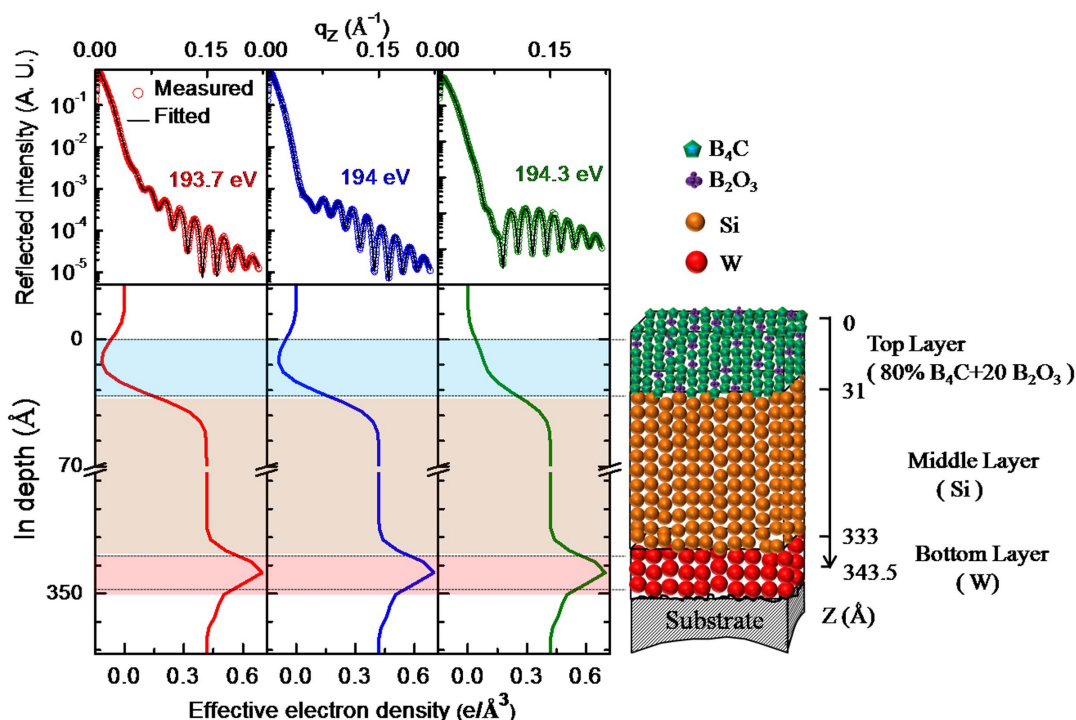 q_Z (Å⁻¹)
0.00 0.15 0.00 0.15 0.00 0.15 0.00
Reflected Intensity (A. U.)
10⁻¹
10⁻²
10⁻³
10⁻⁴
10⁻⁵
Measured
Fitted
193.7 eV
194 eV
194.3 eV
In depth (Å)
0
70
350
0.0 0.3 0.6 0.0 0.3 0.6 0.0 0.3 0.6
Effective electron density (e/Å³)
B₄C
B₂O₃
Si
W
0
Top Layer
( 80% B₄C+20 B₂O₃ )
31
Middle Layer
( Si )
333
Bottom Layer
( W )
343.5
Z (Å)
Substrate